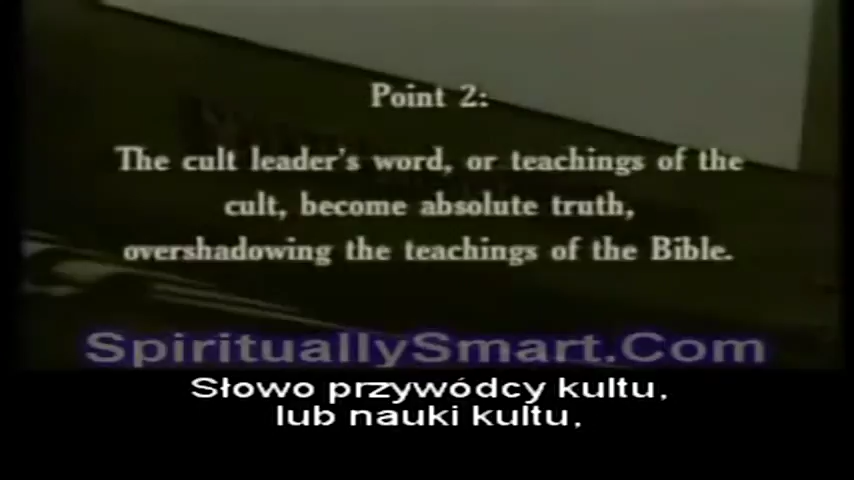 Point 2:
The cult leader's word, or teachings of the
cult, become absolute truth,
overshadowing the teachings of the Bible.
SpirituallySmart.Com
Słowo przywódcy kultu,
lub nauki kultu,